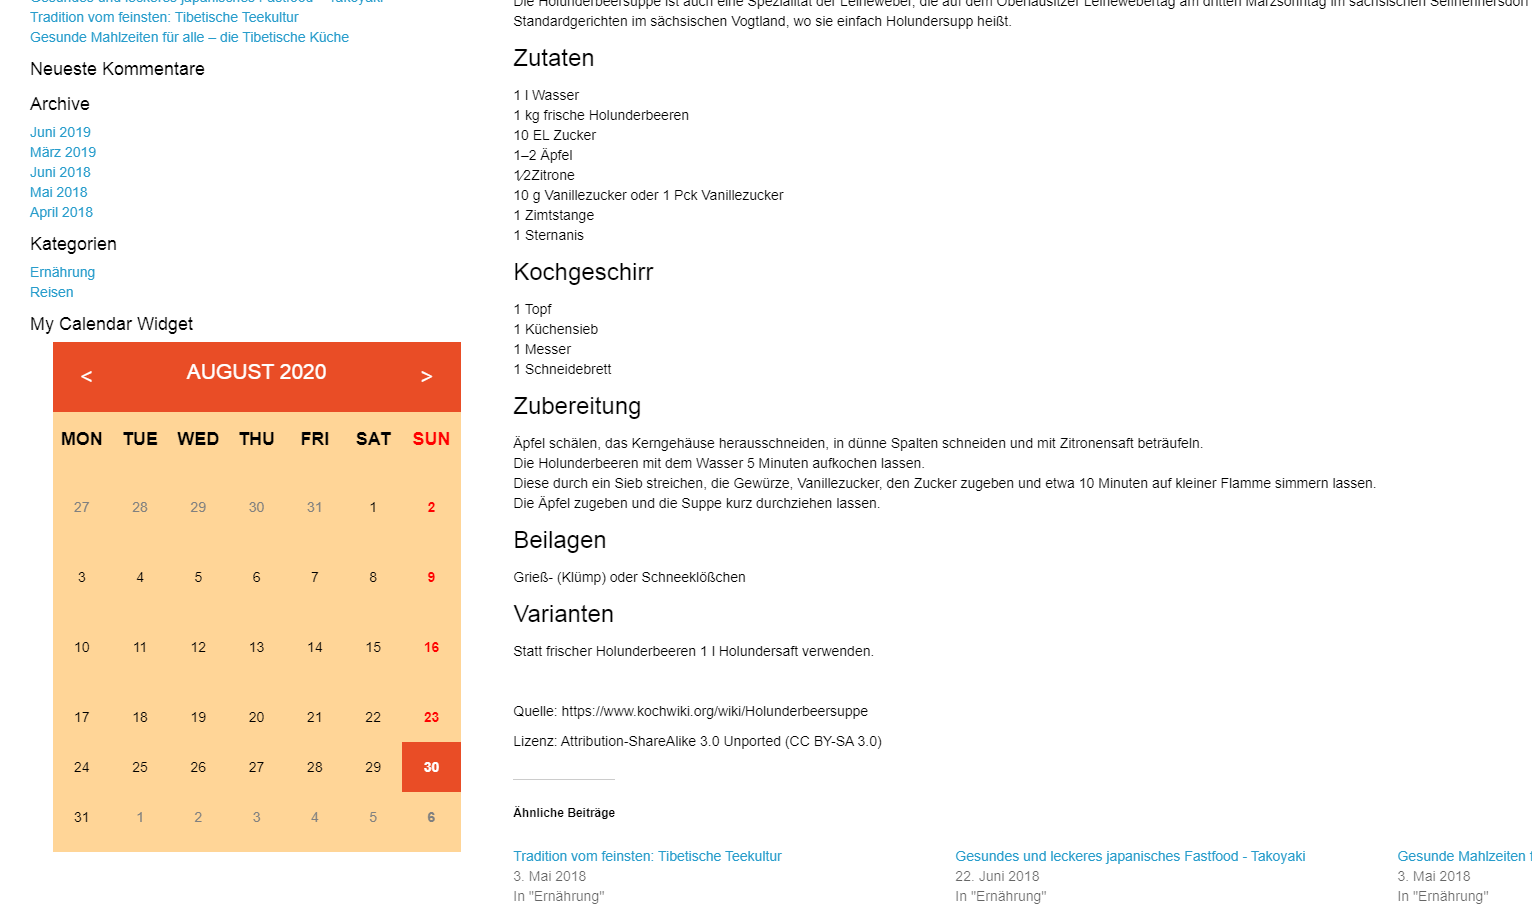 Gesundes und leckeres japanisches Fastfood – Takoyaki
Tradition vom feinsten: Tibetische Teekultur
Gesunde Mahlzeiten für alle – die Tibetische Küche
Neueste Kommentare
Archive
Juni 2019
März 2019
Juni 2018
Mai 2018
April 2018
Kategorien
Ernährung
Reisen
My Calendar Widget
< AUGUST 2020 >
MON TUE WED THU FRI SAT SUN
27 28 29 30 31 1 2
3 4 5 6 7 8 9
10 11 12 13 14 15 16
17 18 19 20 21 22 23
24 25 26 27 28 29 30
31 1 2 3 4 5 6
Die Holunderbeersuppe ist auch eine Spezialität der Leineweber, die auf dem Oberlausitzer Leinewebertag am dritten Märzsonntag im sächsischen Seifhennersdorf
Standardgerichten im sächsischen Vogtland, wo sie einfach Holundersupp heißt.
Zutaten
1 l Wasser
1 kg frische Holunderbeeren
10 EL Zucker
1–2 Äpfel
1⁄2Zitrone
10 g Vanillezucker oder 1 Pck Vanillezucker
1 Zimtstange
1 Sternanis
Kochgeschirr
1 Topf
1 Küchensieb
1 Messer
1 Schneidebrett
Zubereitung
Äpfel schälen, das Kerngehäuse herausschneiden, in dünne Spalten schneiden und mit Zitronensaft beträufeln.
Die Holunderbeeren mit dem Wasser 5 Minuten aufkochen lassen.
Diese durch ein Sieb streichen, die Gewürze, Vanillezucker, den Zucker zugeben und etwa 10 Minuten auf kleiner Flamme simmern lassen.
Die Äpfel zugeben und die Suppe kurz durchziehen lassen.
Beilagen
Grieß- (Klümp) oder Schneeklößchen
Varianten
Statt frischer Holunderbeeren 1 l Holundersaft verwenden.
Quelle: https://www.kochwiki.org/wiki/Holunderbeersuppe
Lizenz: Attribution-ShareAlike 3.0 Unported (CC BY-SA 3.0)
Ähnliche Beiträge
Tradition vom feinsten: Tibetische Teekultur
3. Mai 2018
In "Ernährung"
Gesundes und leckeres japanisches Fastfood - Takoyaki
22. Juni 2018
In "Ernährung"
Gesunde Mahlzeiten
3. Mai 2018
In "Ernährung"